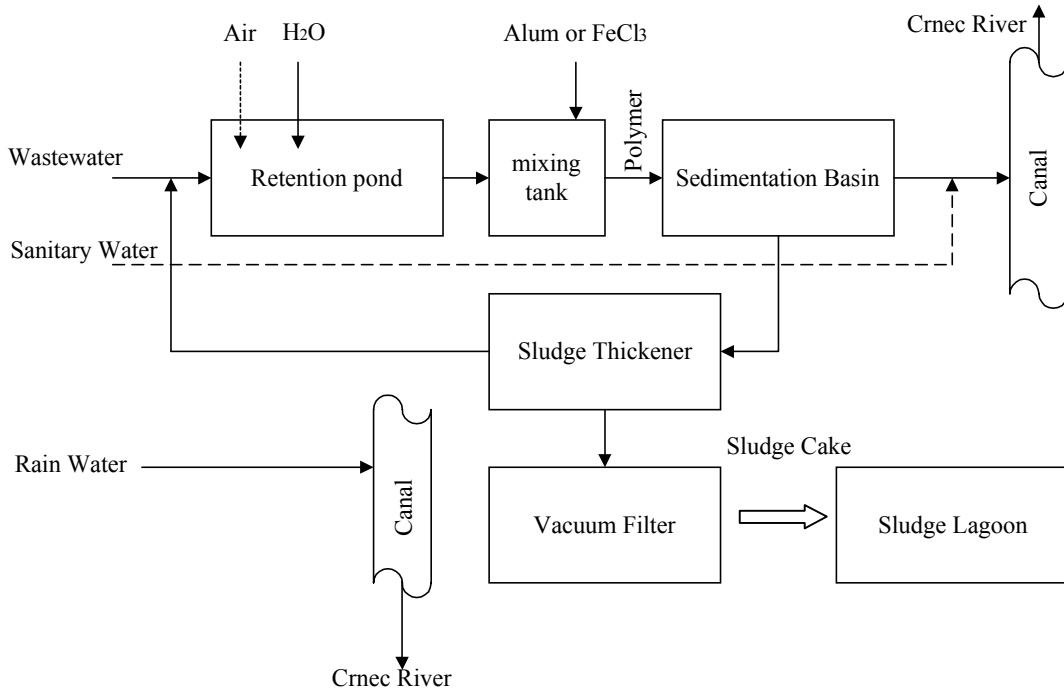 Crnec River
Air
H2O
Alum or FeCl3
Polymer
Wastewater
Retention pond
mixing
tank
Sedimentation Basin
Canal
Sanitary Water
Sludge Thickener
Rain Water
Canal
Sludge Cake
Vacuum Filter
Sludge Lagoon
Crnec River